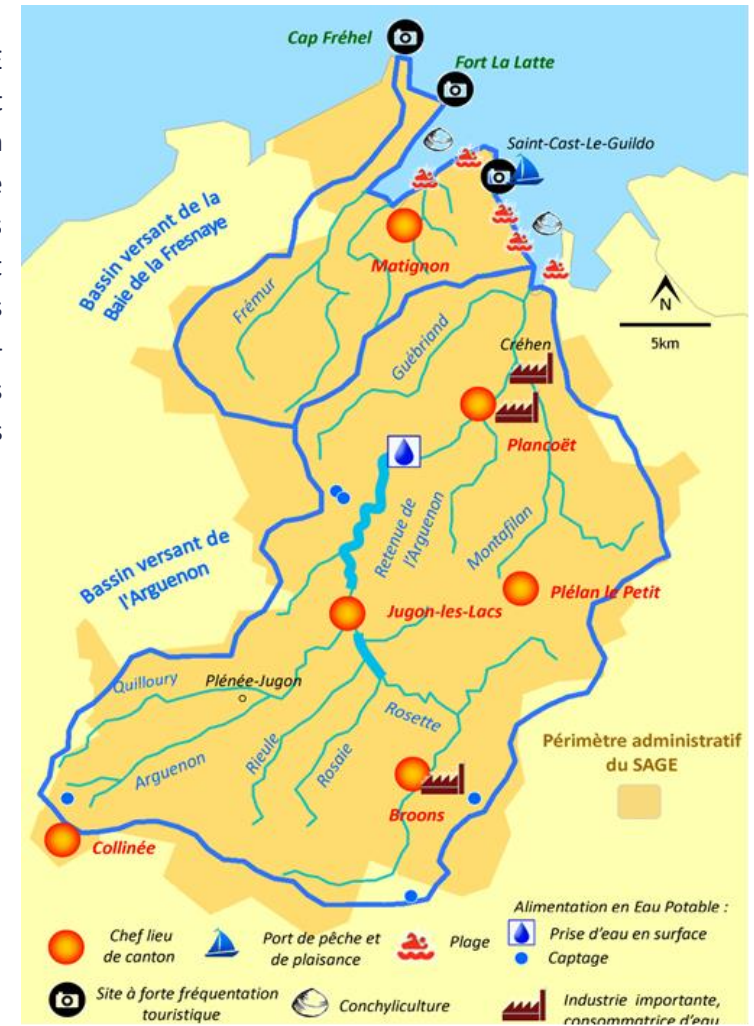 Cap Fréhel
Fort La Latte
Saint-Cast-Le-Guildo
Bassin versant de la
Baie de la Fresnaye
Matignon
Frémur
5km
Guébriand
Créhen
Plancoët
Retenue de
l'Arguenon
Montafilan
Bassin versant de
l'Arguenon
Plélan le Petit
Jugon-les-Lacs
Quilloury
Plénée-Jugon
Rosette
Arguenon
Rieule
Rosaie
Périmètre administratif
du SAGE
Broons
Collinée
Alimentation en Eau Potable :
Chef lieu
de canton
Port de pêche et
de plaisance
Plage
Prise d'eau en surface
Captage
Site à forte fréquentation
touristique
Conchyliculture
Industrie importante,
consommatrice d'eau